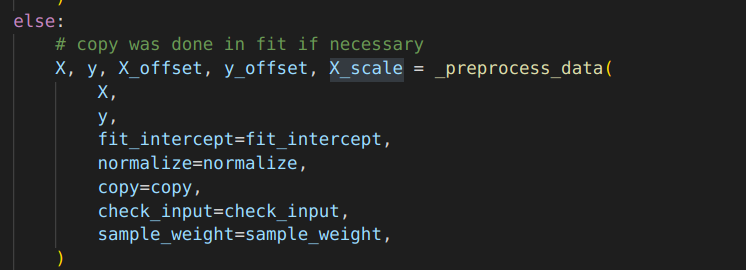 else:
# copy was done in fit if necessary
X, y, X_offset, y_offset, X_scale = _preprocess_data(
X,
y,
fit_intercept=fit_intercept,
normalize=normalize,
copy=copy,
check_input=check_input,
sample_weight=sample_weight,
)